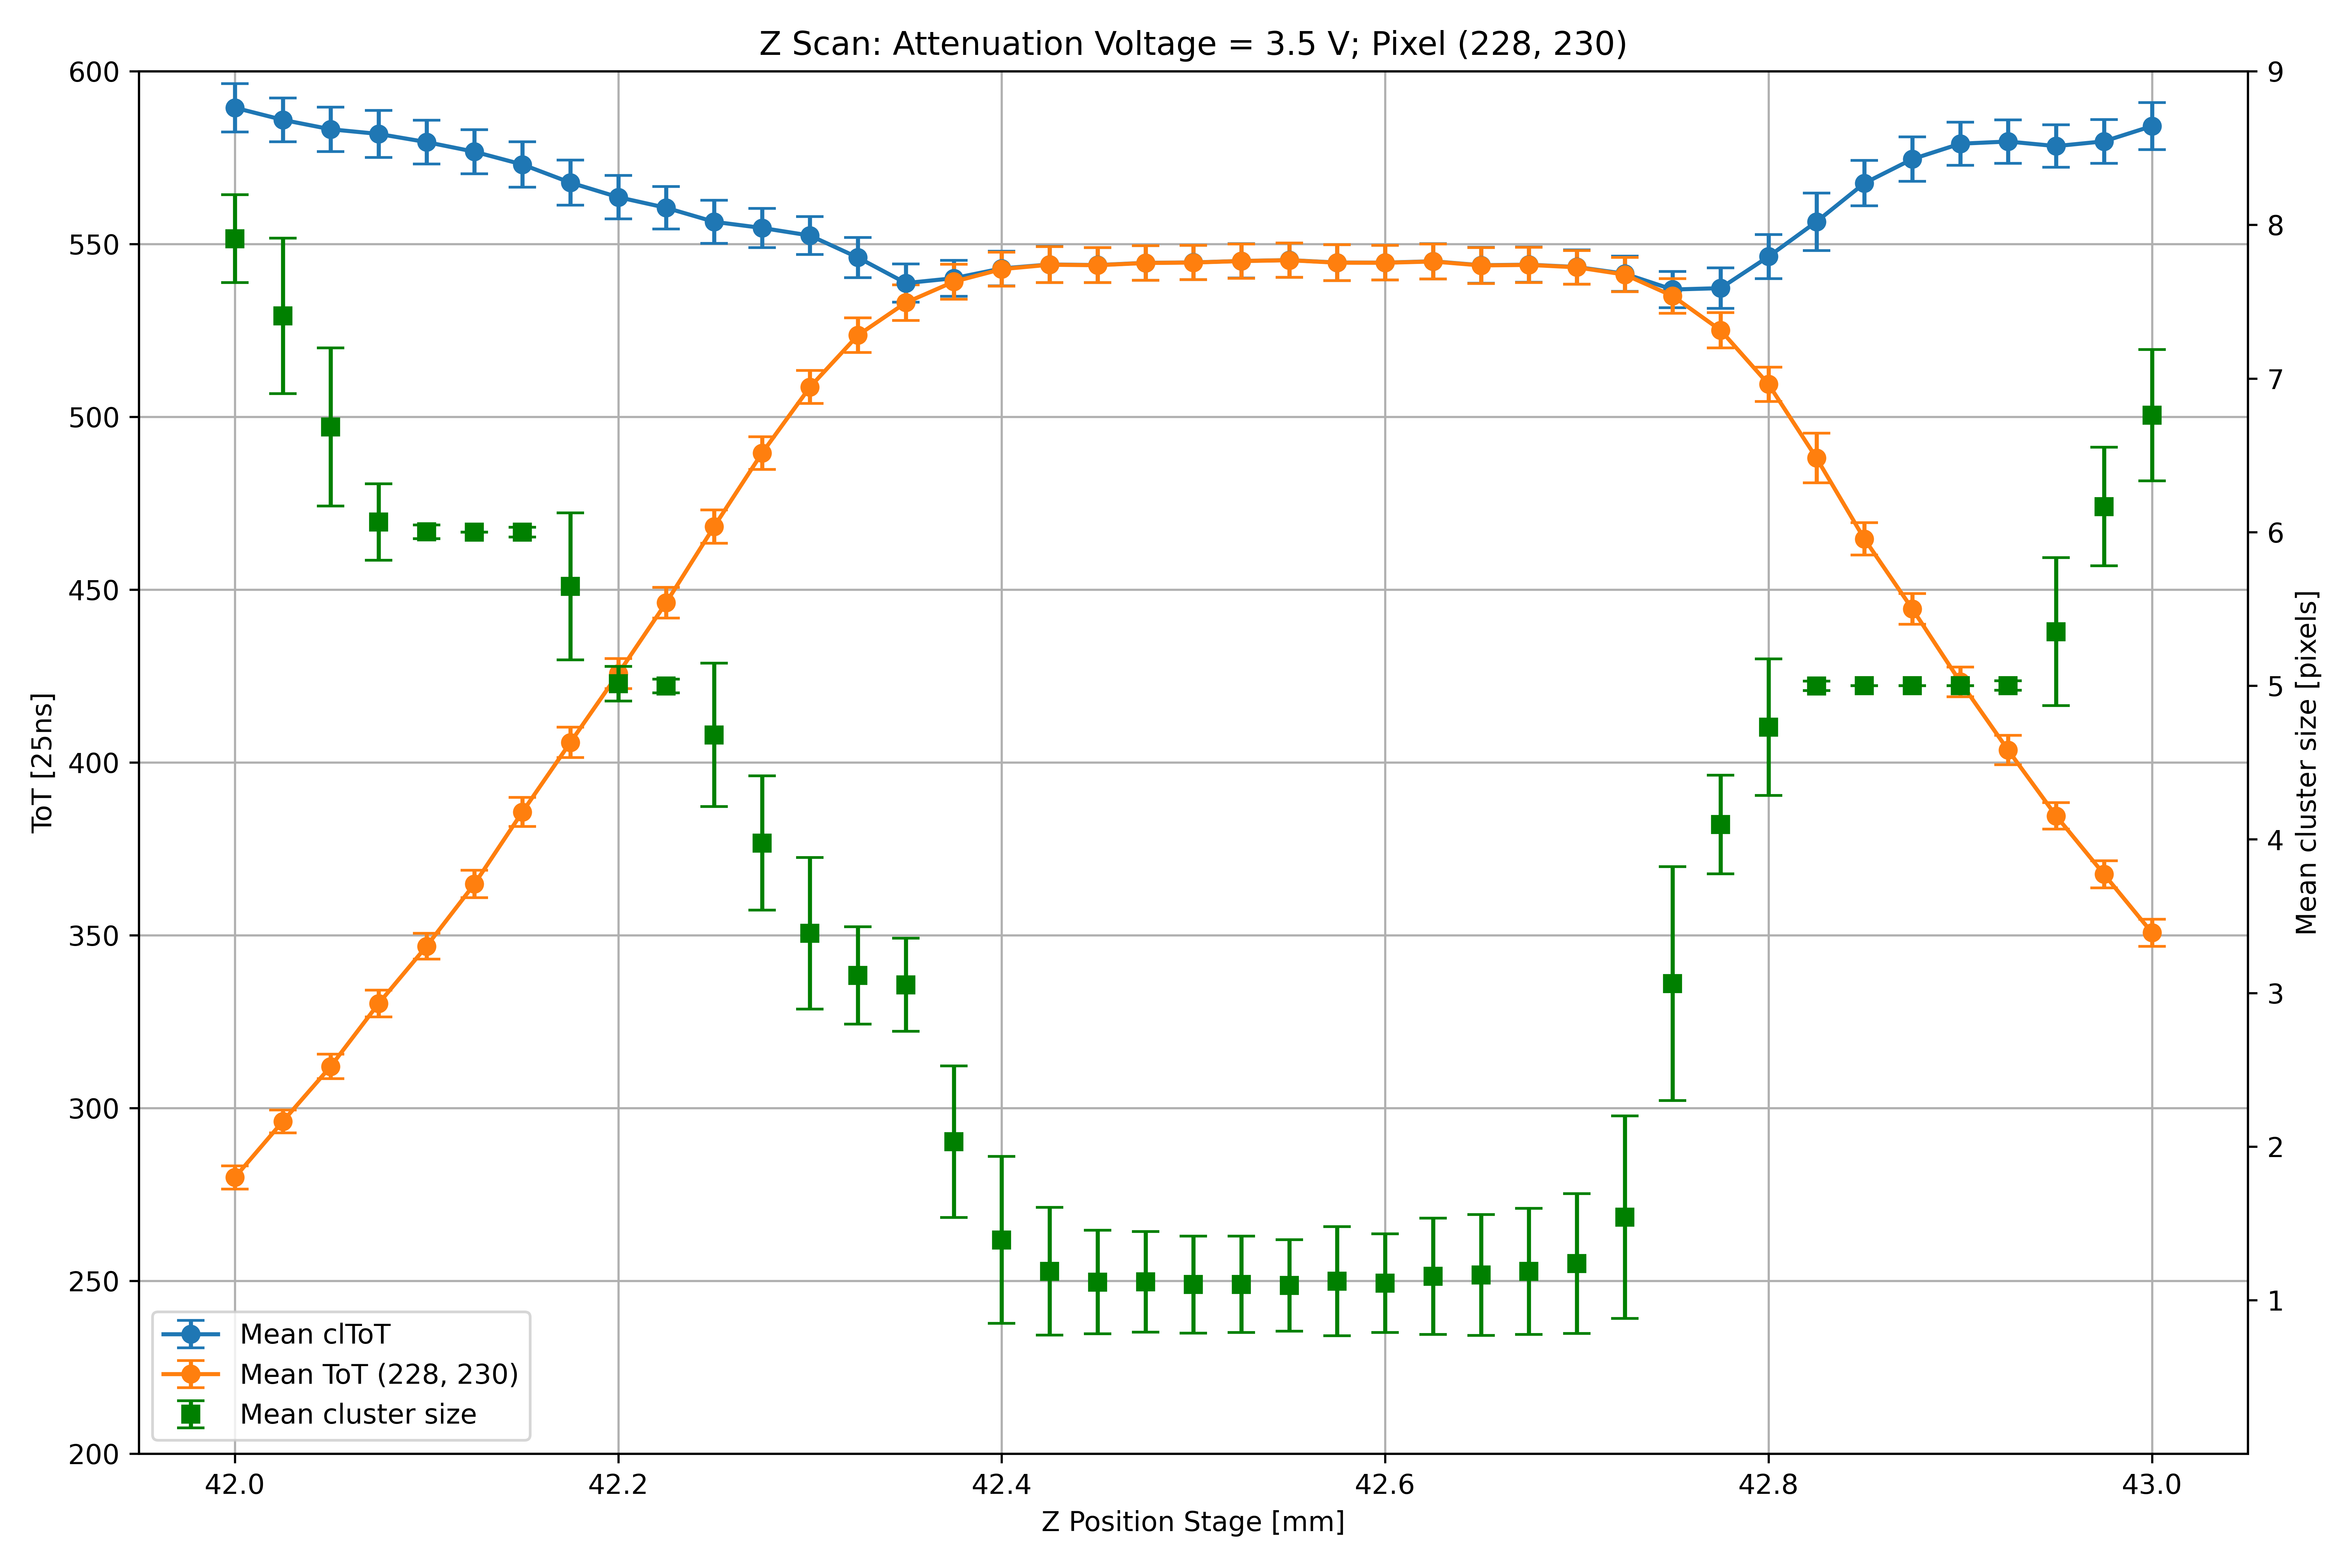 Z Scan: Attenuation Voltage = 3.5 V; Pixel (228, 230)
600
550
500
450
400
350
300
250
200
ToT [25ns]
9
8
7
6
5
4
3
2
1
Mean cluster size [pixels]
Mean clToT
Mean ToT (228, 230)
Mean cluster size
42.0 42.2 42.4 42.6 42.8 43.0
Z Position Stage [mm]